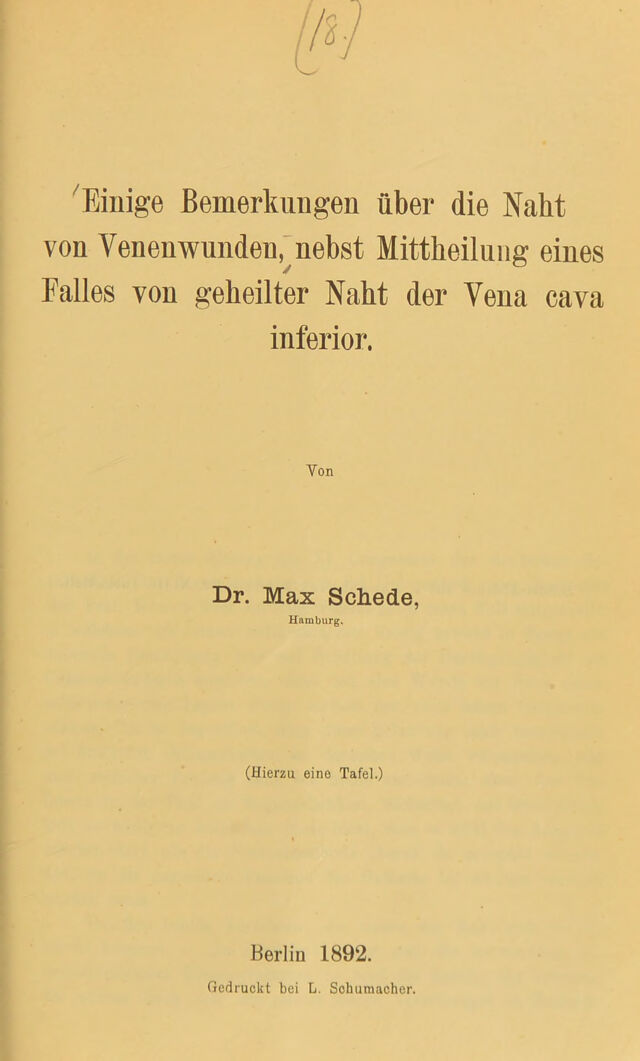 (18.)
Einige Bemerkungen über die Naht
von Venenwunden, nebst Mittheilung eines
Falles von geheilter Naht der Vena cava
inferior.
Von
Dr. Max Schede,
Hamburg.
(Hierzu eine Tafel.)
Berlin 1892.
Gedruckt bei L. Schumacher.